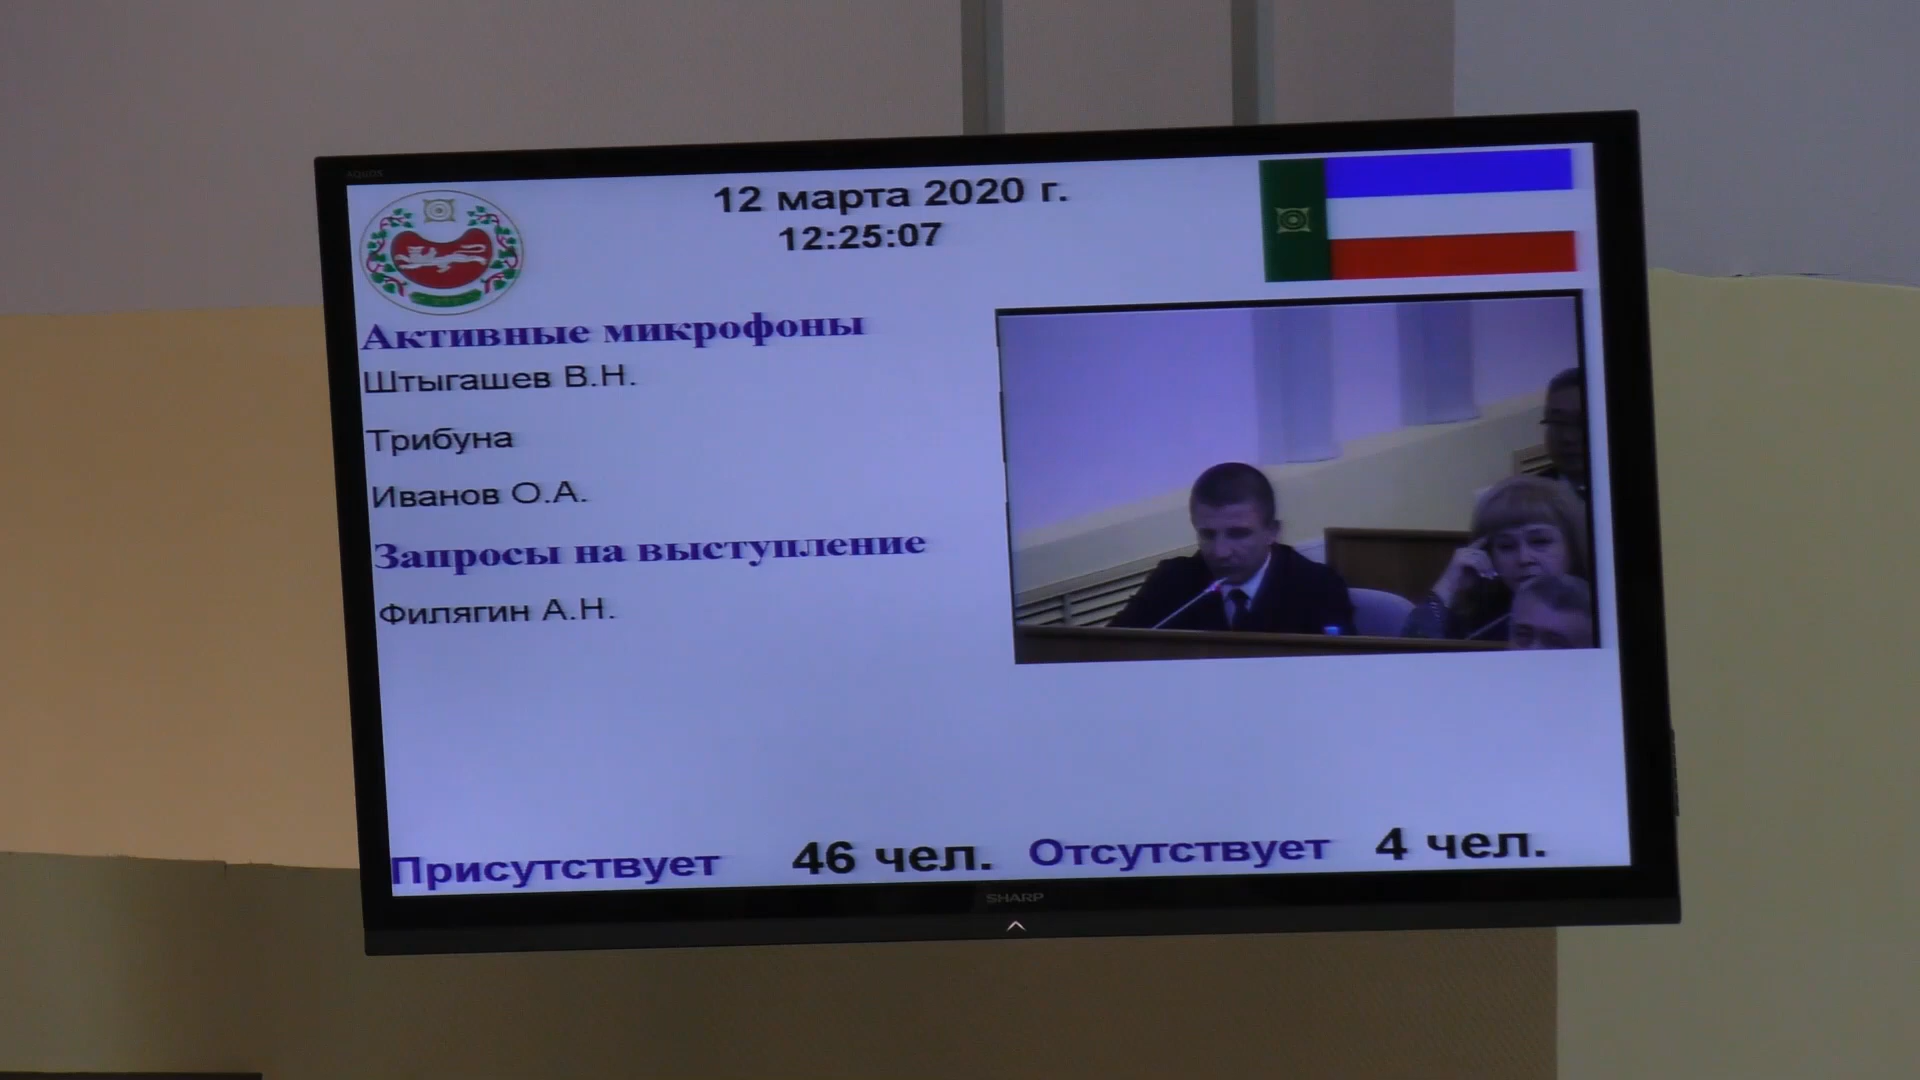 AQUOS
12 марта 2020 г.
12:25:07
Активные микрофоны
Штыгашев В.Н.
Трибуна
Иванов О.А.
Запросы на выступление
Филягин А.Н.
Присутствует 46 чел. Отсутствует 4 чел.
SHARP